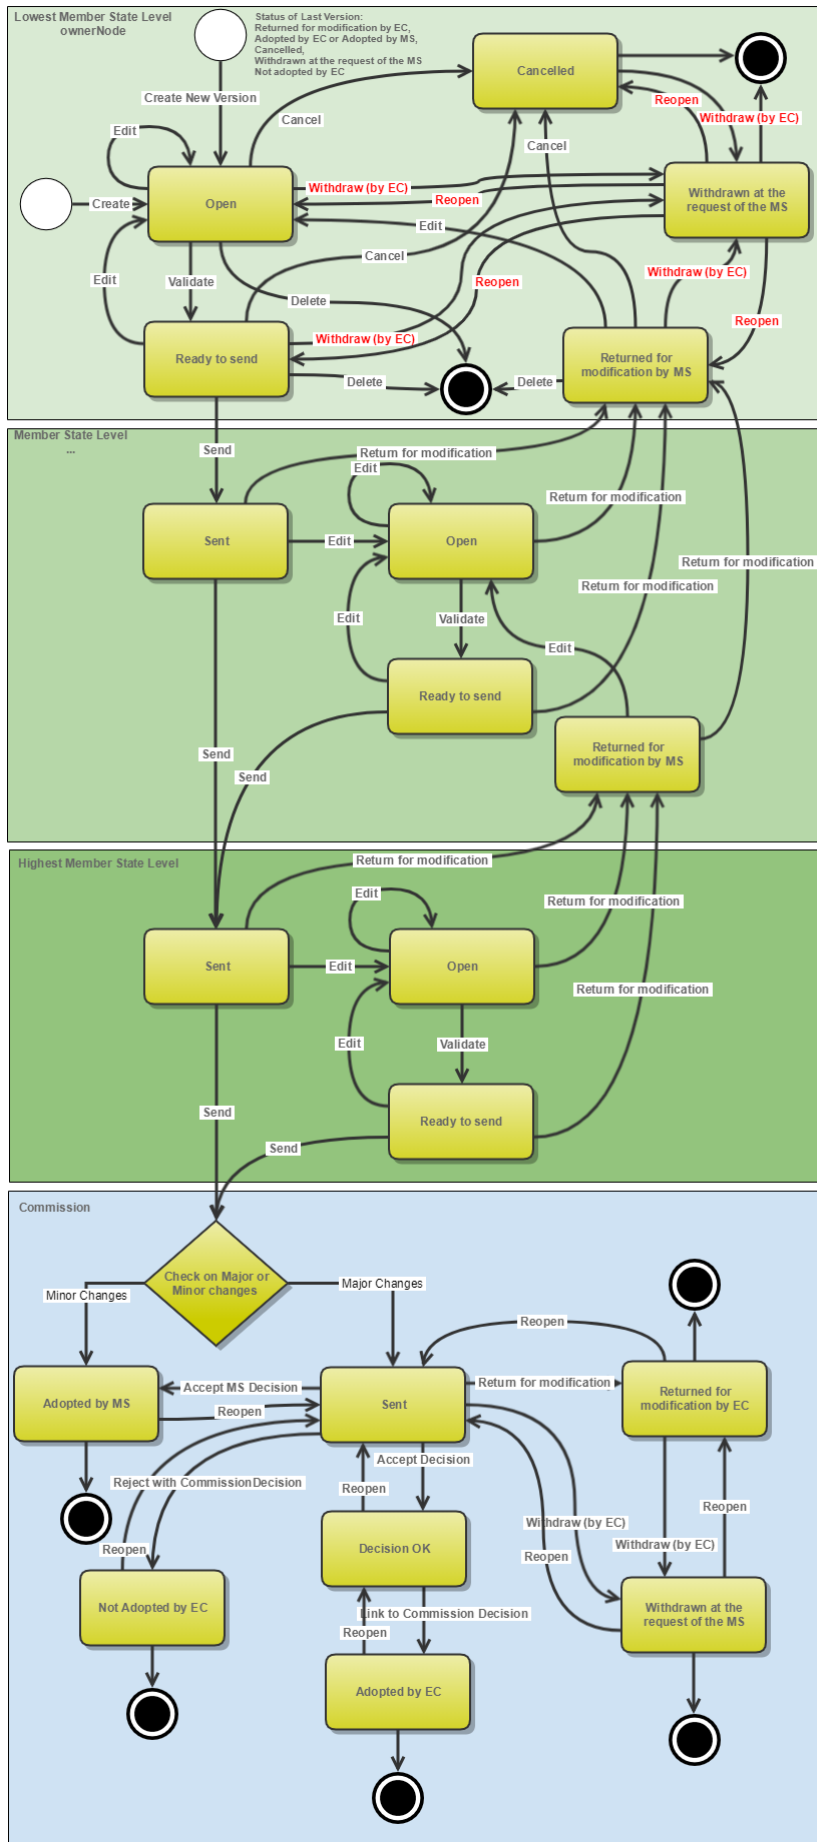 Lowest Member State Level
ownerNode
Status of Last Version:
Returned for modification by EC,
Adopted by EC or Adopted by MS,
Cancelled,
Withdrawn at the request of the MS
Not adopted by EC
Cancelled
Create New Version
Reopen
Cancel
Withdraw (by EC)
Edit
Cancel
Open
Withdraw (by EC)
Reopen
Withdrawn at the
request of the MS
Create
Edit
Cancel
Edit
Validate
Reopen
Withdraw (by EC)
Delete
Reopen
Withdraw (by EC)
Ready to send
Returned for
modification by MS
Delete
Delete
Member State Level
...
Send
Return for modification
Edit
Return for modification
Sent
Edit
Open
Return for modification
Return for modification
Edit
Validate
Edit
Ready to send
Returned for
modification by MS
Send
Send
Highest Member State Level
Return for modification
Edit
Return for modification
Sent
Edit
Open
Return for modification
Edit
Validate
Send
Ready to send
Send
Commission
Check on Major or
Minor changes
Minor Changes
Major Changes
Reopen
Accept MS Decision
Return for modification
Returned for
modification by EC
Adopted by MS
Reopen
Sent
Accept Decision
Reject with CommissionDecision
Reopen
Reopen
Withdraw (by EC)
Withdraw (by EC)
Reopen
Decision OK
Reopen
Not Adopted by EC
Link to Commission Decision
Withdrawn at the
request of the MS
Reopen
Adopted by EC